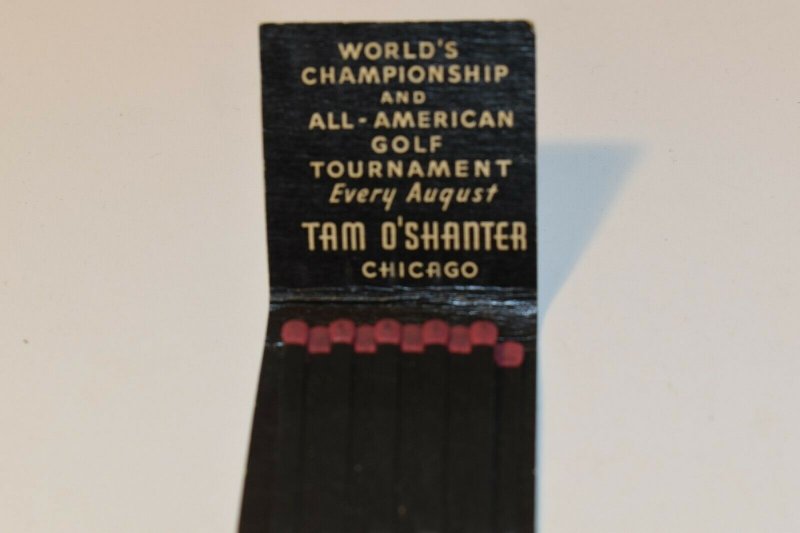 WORLD'S
CHAMPIONSHIP
AND
ALL-AMERICAN
GOLF
TOURNAMENT
Every August
TAM O'SHANTER
CHICAGO